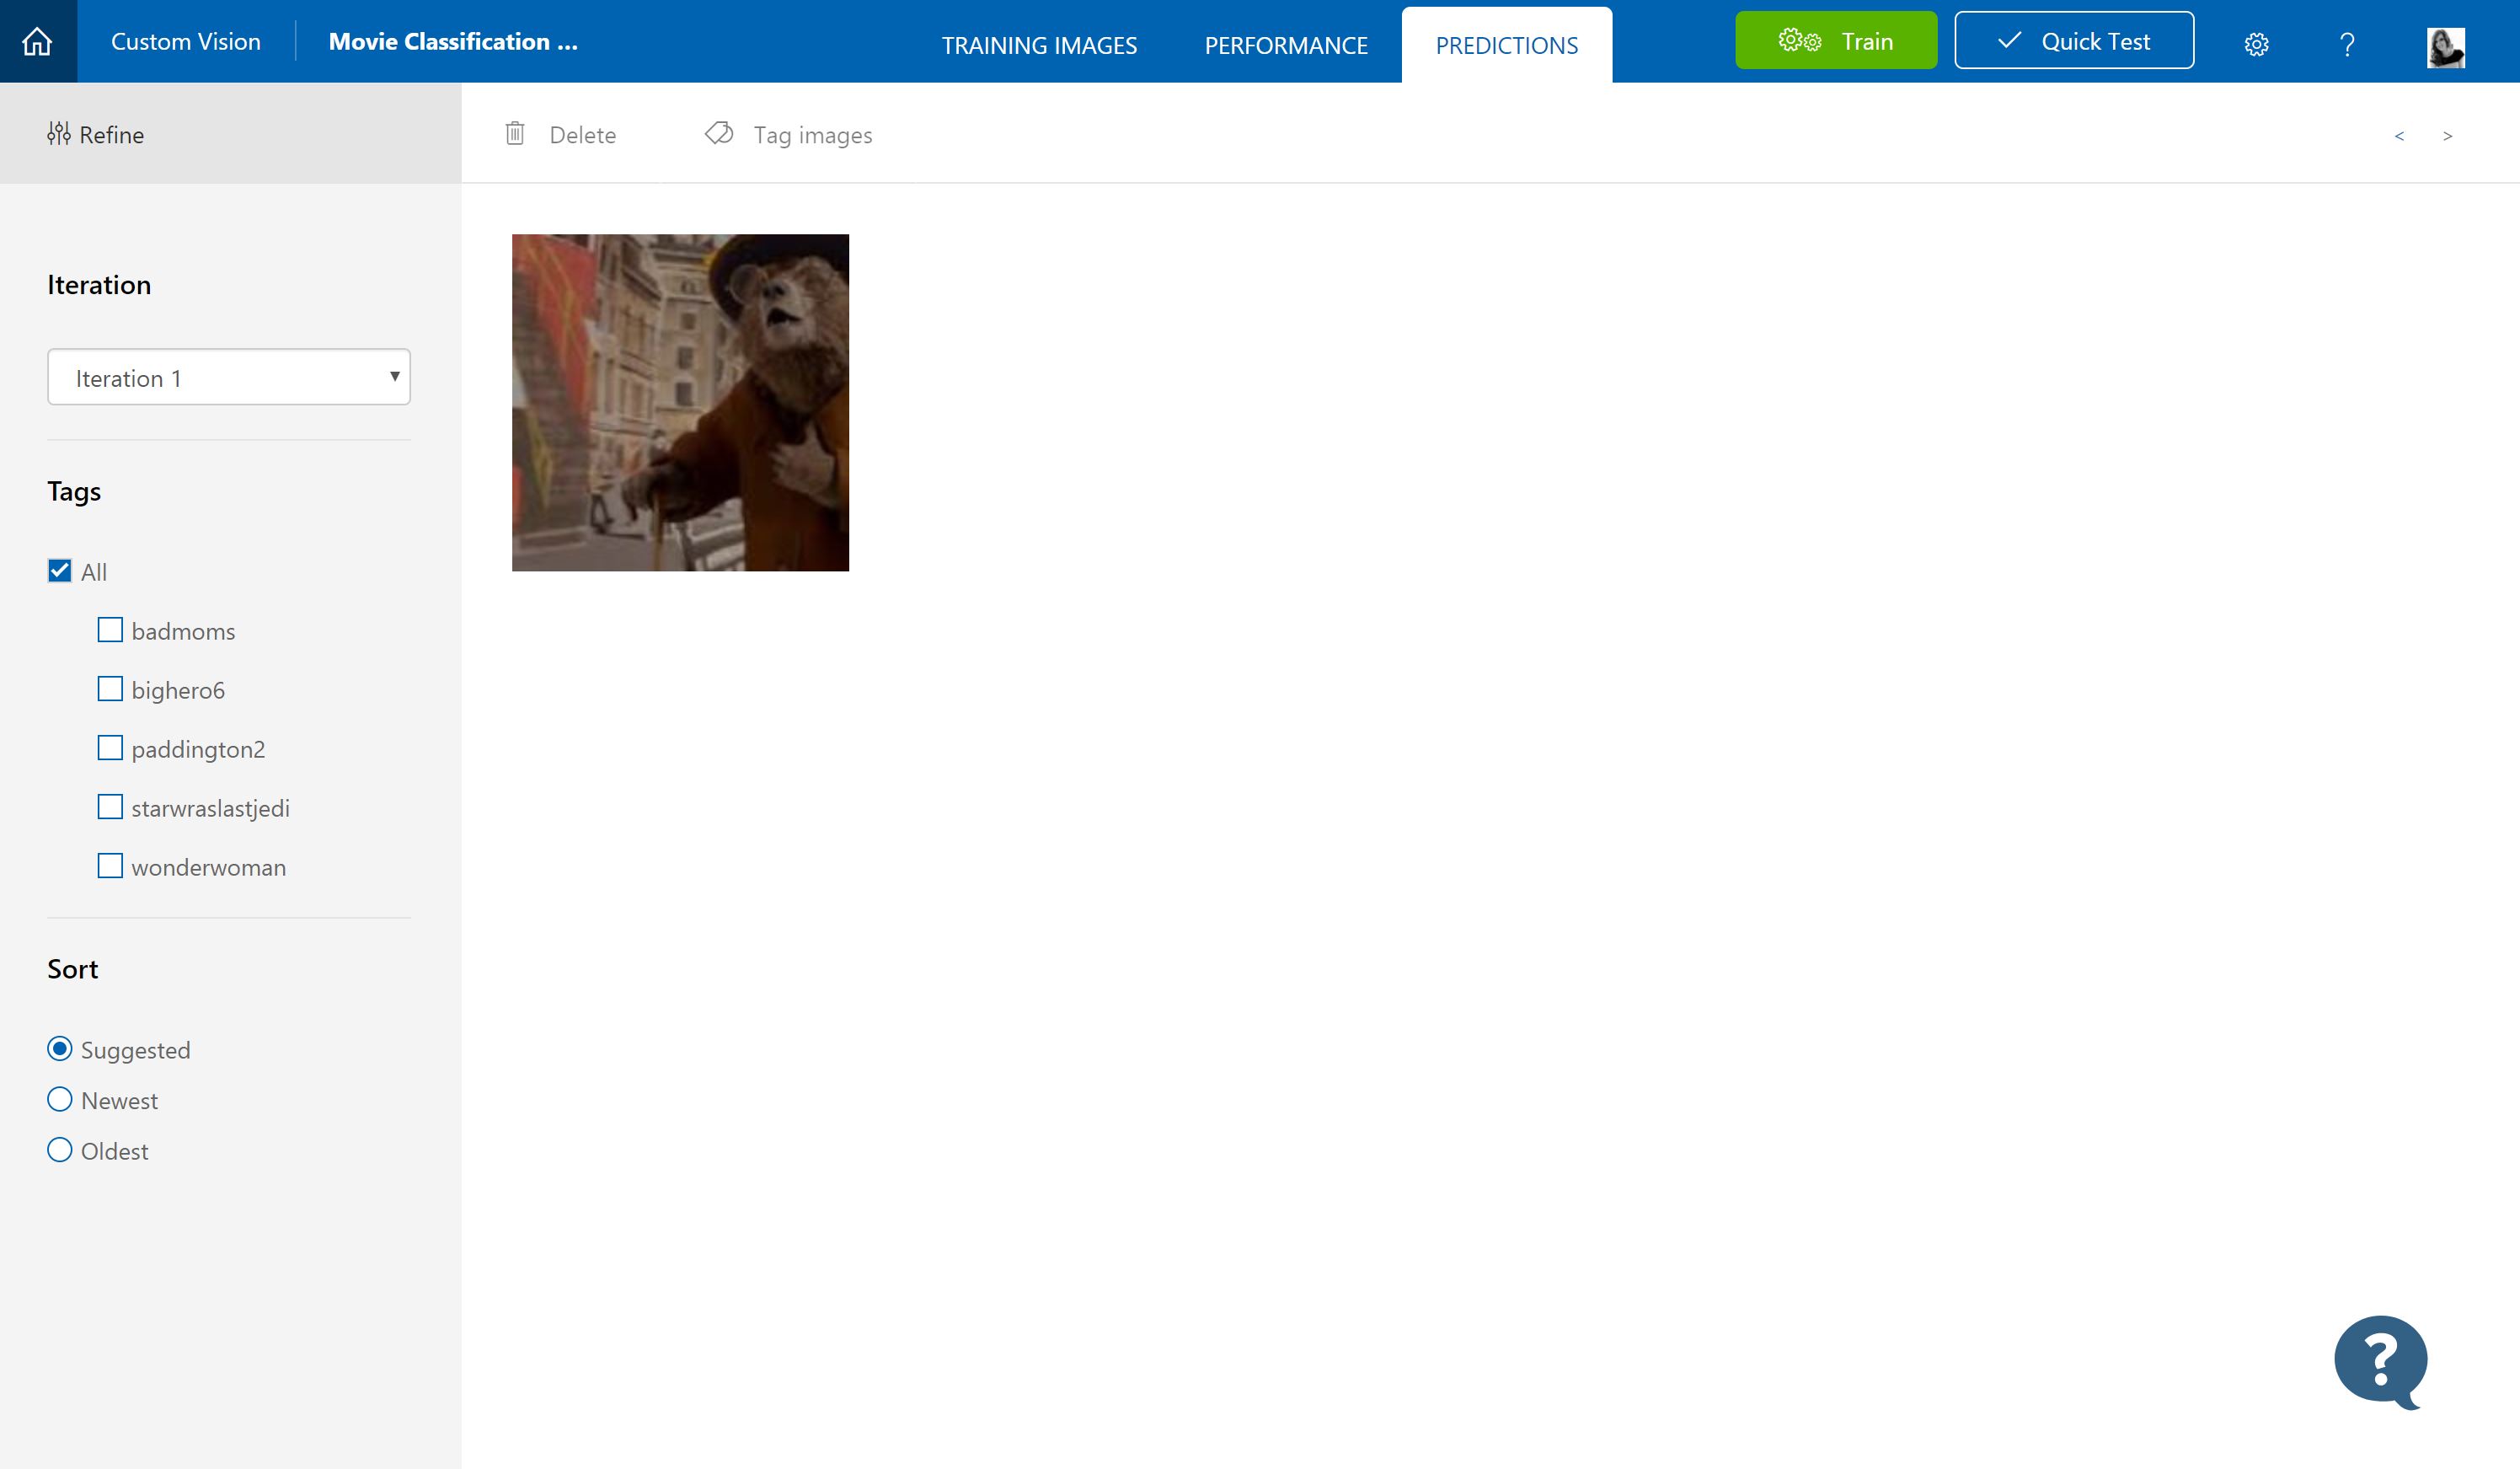 Custom Vision
Movie Classification ...
TRAINING IMAGES
PERFORMANCE
PREDICTIONS
Train
Quick Test
?
Refine
Delete
Tag images
< >
Iteration
Iteration 1
Tags
All
badmoms
bighero6
paddington2
starwraslastjedi
wonderwoman
Sort
Suggested
Newest
Oldest
?